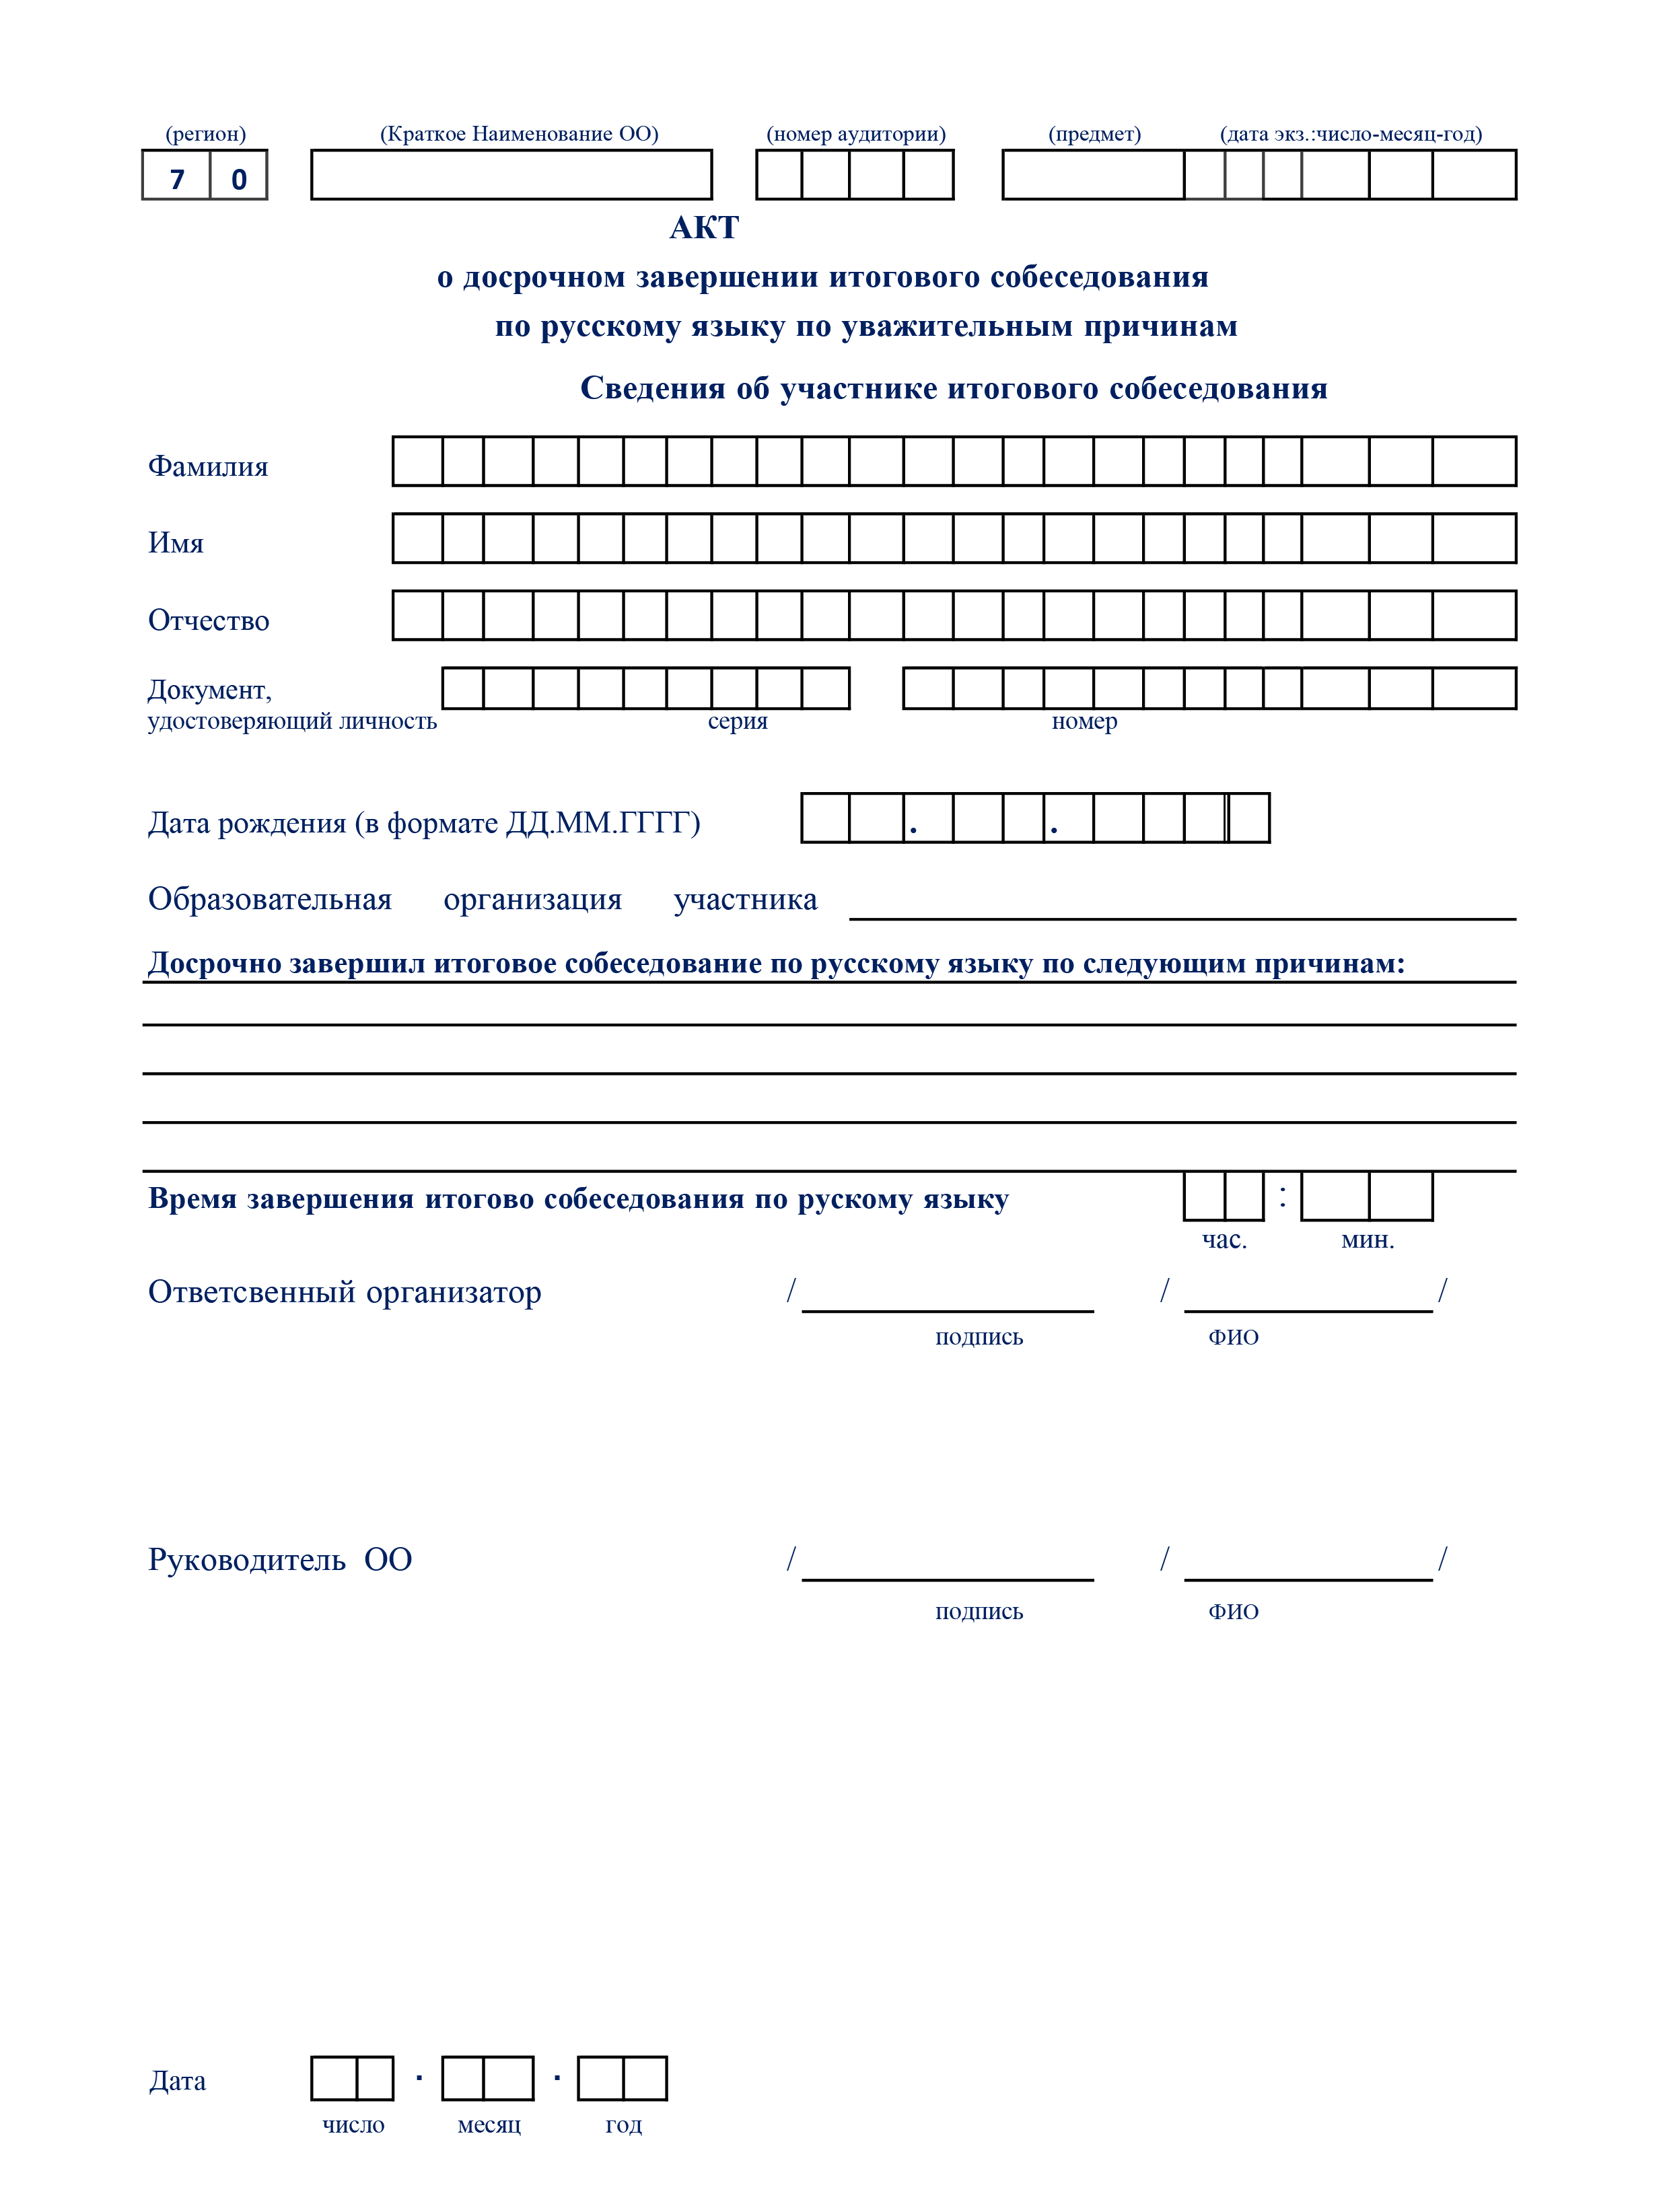 (регион) (Краткое Наименование ОО) (номер аудитории) (предмет) (дата экз.:число-месяц-год)
7 0
АКТ
о досрочном завершении итогового собеседования
по русскому языку по уважительным причинам
Сведения об участнике итогового собеседования
Фамилия
Имя
Отчество
Документ,
удостоверяющий личность серия номер
Дата рождения (в формате ДД.ММ.ГГГГ) . .
Образовательная организация участника
Досрочно завершил итоговое собеседование по русскому языку по следующим причинам:
Время завершения итогово собеседования по рускому языку :
час. мин.
Ответсвенный организатор / / /
подпись ФИО
Руководитель ОО / / /
подпись ФИО
Дата . .
число месяц год